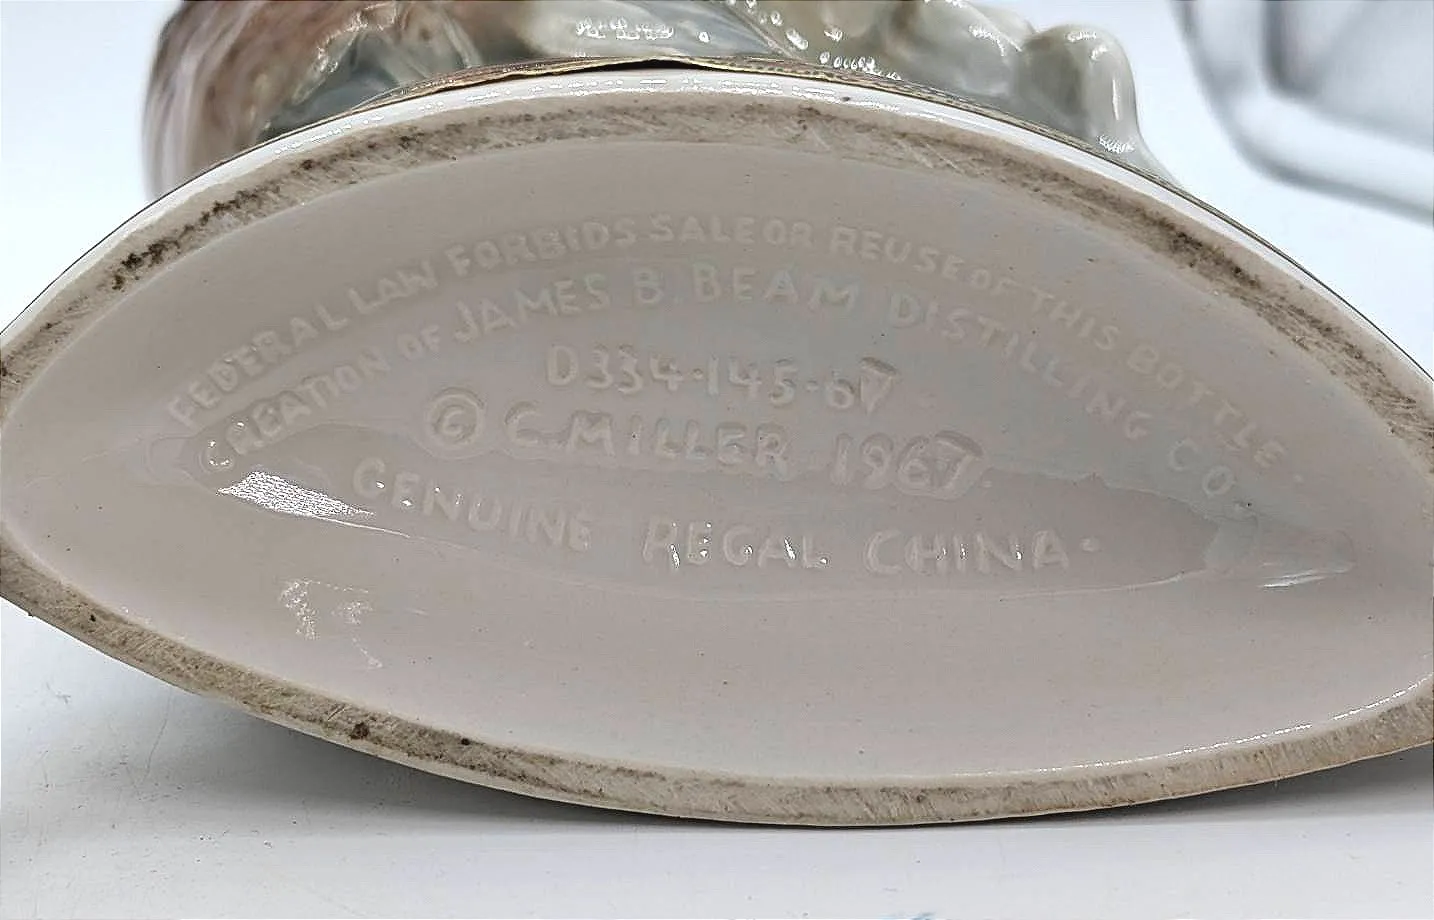 FEDERAL LAW FORBIDS SALE OR REUSE OF THIS BOTTLE.
CREATION OF JAMES B. BEAM DISTILLING CO.
D334·145·67
© C. MILLER 1967.
GENUINE REGAL CHINA.